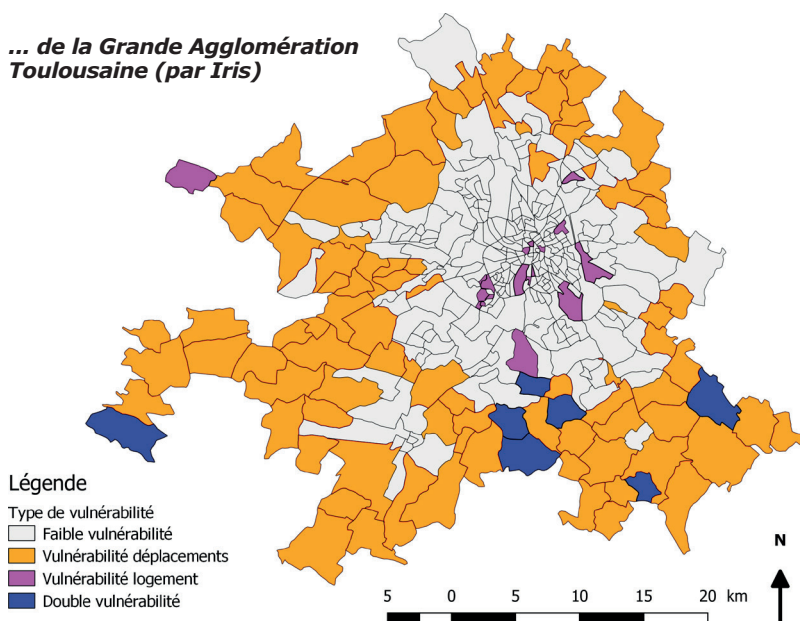 ... de la Grande Agglomération
Toulousaine (par Iris)
Légende
Type de vulnérabilité
Faible vulnérabilité
Vulnérabilité déplacements
Vulnérabilité logement
Double vulnérabilité
N
5 0 5 10 15 20 km